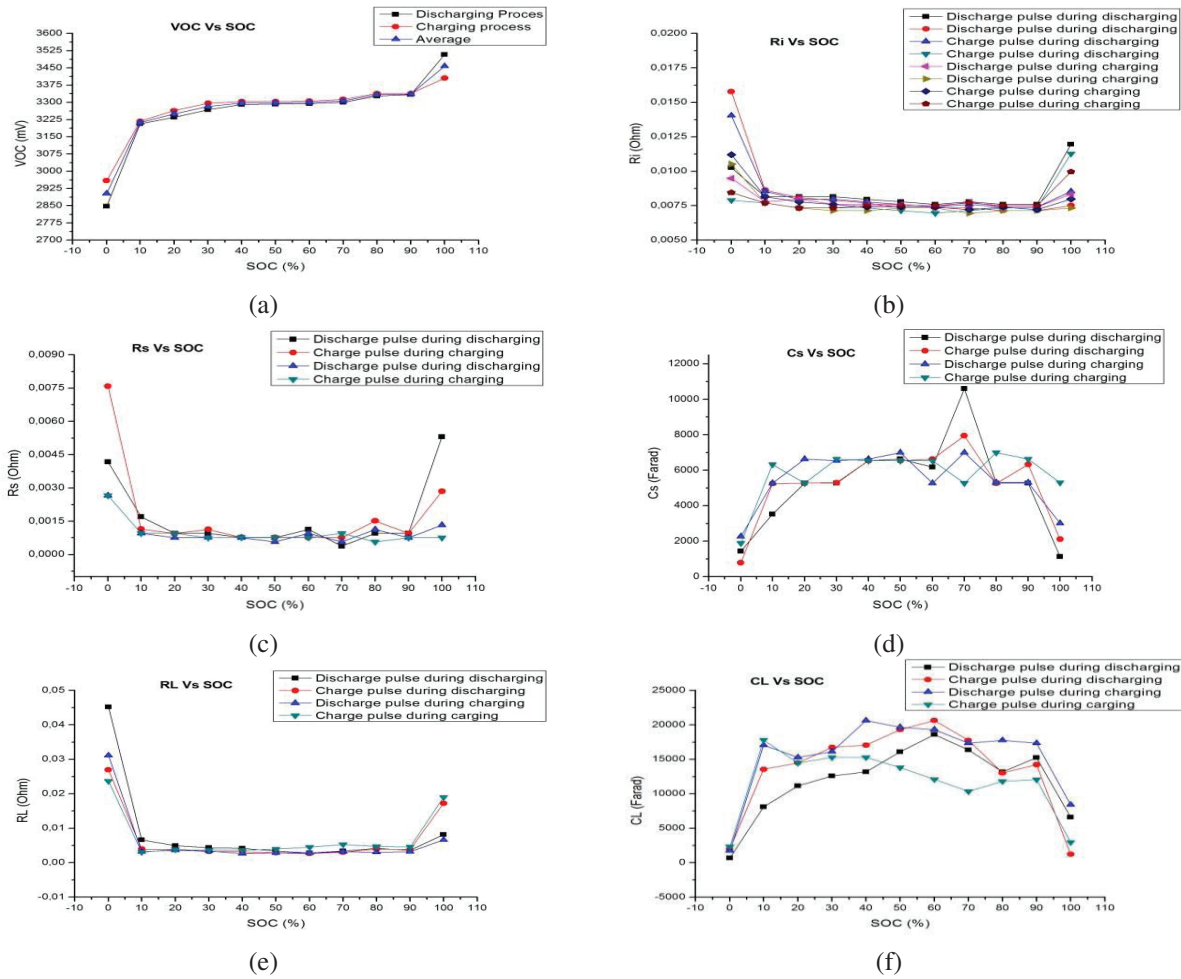 VOC Vs SOC
Discharging Proces
Charging process
Average
3600
3525
3450
3375
3300
3225
3150
3075
3000
2925
2850
2775
2700
VOC (mV)
-10 0 10 20 30 40 50 60 70 80 90 100 110
SOC (%)
(a)
Ri Vs SOC
Discharge pulse during discharging
Discharge pulse during discharging
Charge pulse during discharging
Charge pulse during discharging
Discharge pulse during charging
Discharge pulse during charging
Charge pulse during charging
Charge pulse during charging
0,0200
0,0175
0,0150
0,0125
0,0100
0,0075
0,0050
Ri (Ohm)
-10 0 10 20 30 40 50 60 70 80 90 100 110
SOC (%)
(b)
Rs Vs SOC
Discharge pulse during discharging
Charge pulse during charging
Discharge pulse during discharging
Charge pulse during charging
0,0090
0,0075
0,0060
0,0045
0,0030
0,0015
0,0000
Rs (Ohm)
-10 0 10 20 30 40 50 60 70 80 90 100 110
SOC (%)
(c)
Cs Vs SOC
Discharge pulse during discharging
Charge pulse during discharging
Discharge pulse during charging
Charge pulse during charging
12000
10000
8000
6000
4000
2000
0
Cs (Farad)
-10 0 10 20 30 40 50 60 70 80 90 100 110
SOC (%)
(d)
RL Vs SOC
Discharge pulse during discharging
Charge pulse during discharging
Discharge pulse during charging
Charge pulse during carging
0,05
0,04
0,03
0,02
0,01
0,00
-0,01
RL (Ohm)
-10 0 10 20 30 40 50 60 70 80 90 100 110
SOC (%)
(e)
CL Vs SOC
Discharge pulse during discharging
Charge pulse during discharging
Discharge pulse during charging
Charge pulse during carging
25000
20000
15000
10000
5000
0
-5000
CL (Farad)
-10 0 10 20 30 40 50 60 70 80 90 100 110
SOC (%)
(f)